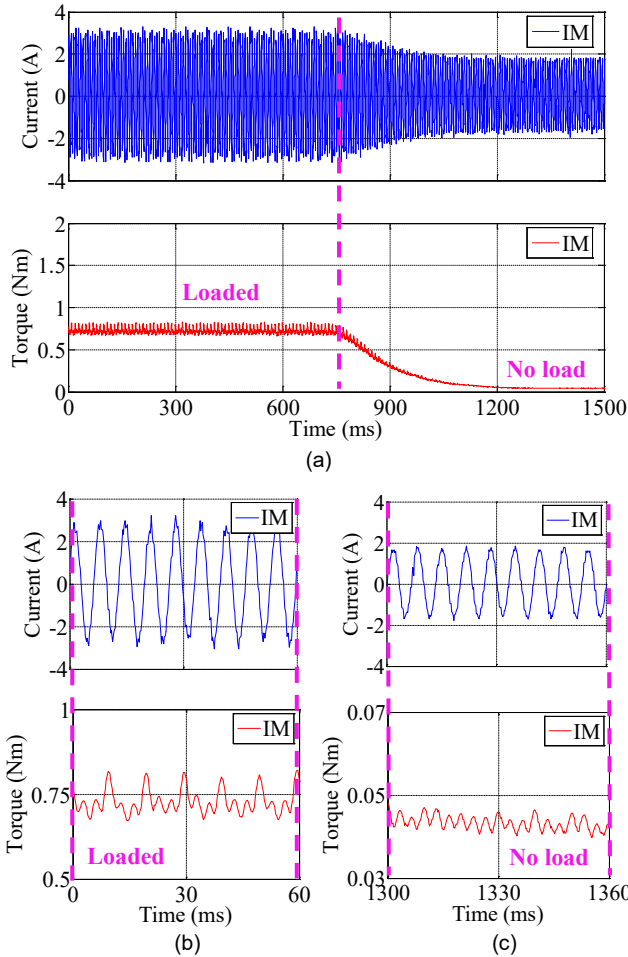 4
2
0
-2
-4
Current (A)
IM
2
1.5
1
0.5
0
Torque (Nm)
IM
Loaded
No load
0 300 600 900 1200 1500
Time (ms)
(a)
4
2
0
-2
-4
Current (A)
IM
4
2
0
-2
-4
Current (A)
IM
1
0.75
0.5
Torque (Nm)
IM
Loaded
0 30 60
Time (ms)
(b)
0.07
0.05
0.03
Torque (Nm)
IM
No load
1300 1330 1360
Time (ms)
(c)